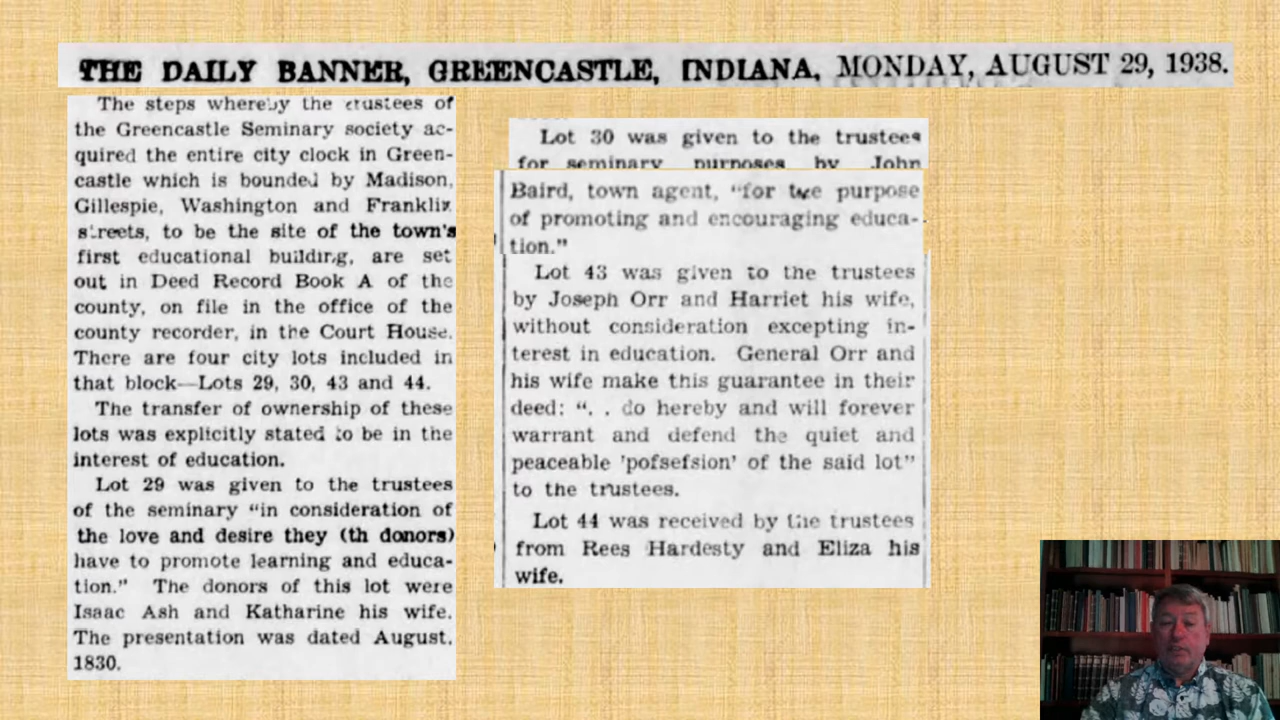 THE DAILY BANNER, GREENCASTLE, INDIANA, MONDAY, AUGUST 29, 1938.
The steps whereby the trustees of
the Greencastle Seminary society ac-
quired the entire city clock in Green-
castle which is bounded by Madison,
Gillespie, Washington and Franklin
streets, to be the site of the town's
first educational building, are set
out in Deed Record Book A of the
county, on file in the office of the
county recorder, in the Court House.
There are four city lots included in
that block—Lots 29, 30, 43 and 44.
The transfer of ownership of these
lots was explicitly stated to be in the
interest of education.
Lot 29 was given to the trustees
of the seminary "in consideration of
the love and desire they (th donors)
have to promote learning and educa-
tion." The donors of this lot were
Isaac Ash and Katharine his wife.
The presentation was dated August,
1830.
Lot 30 was given to the trustees
for seminary purposes by John
Baird, town agent, "for the purpose
of promoting and encouraging educa-
tion."
Lot 43 was given to the trustees
by Joseph Orr and Harriet his wife,
without consideration excepting in-
terest in education. General Orr and
his wife make this guarantee in their
deed: ". . do hereby and will forever
warrant and defend the quiet and
peaceable 'pofsefsion' of the said lot"
to the trustees.
Lot 44 was received by the trustees
from Rees Hardesty and Eliza his
wife.